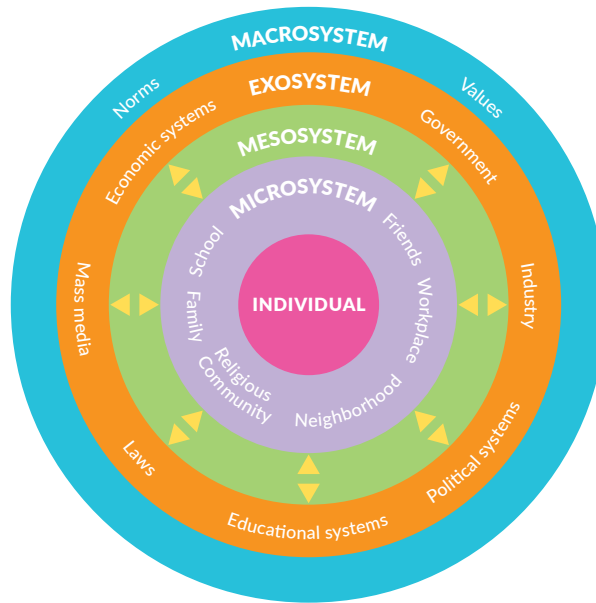 MACROSYSTEM
Norms
Values
EXOSYSTEM
Economic systems
Government
Mass media
Industry
Laws
Political systems
Educational systems
MESOSYSTEM
MICROSYSTEM
School
Friends
Family
Workplace
Religious
Community
Neighborhood
INDIVIDUAL